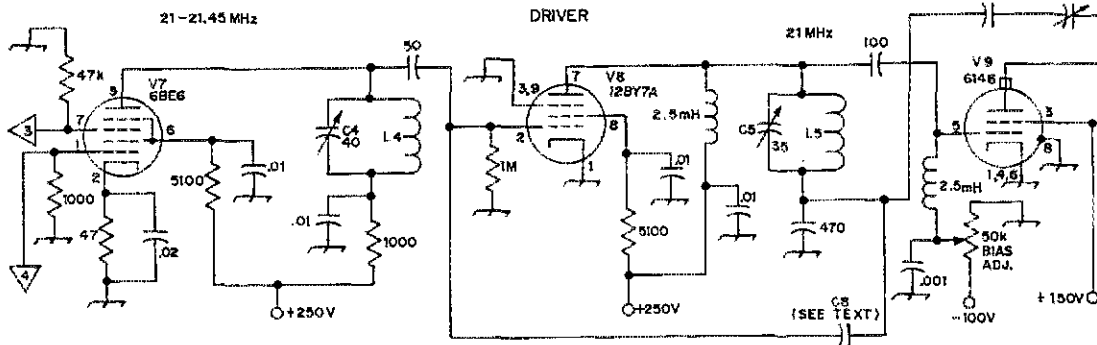 21-21.45 MHz
DRIVER
21 MHz
50
100
47k
V7
6BE6
5
7
1
6
2
3
4
1000
5100
.01
47
.02
C4
40
L4
.01
1000
+250V
3,9
7
V8
12BY7A
2
8
1
1M
2.5mH
.01
5100
.01
+250V
C5
35
L5
470
C8
(SEE TEXT)
V9
6146
3
5
8
1,4,6
2.5mH
.001
50k
BIAS
ADJ.
-100V
+150V